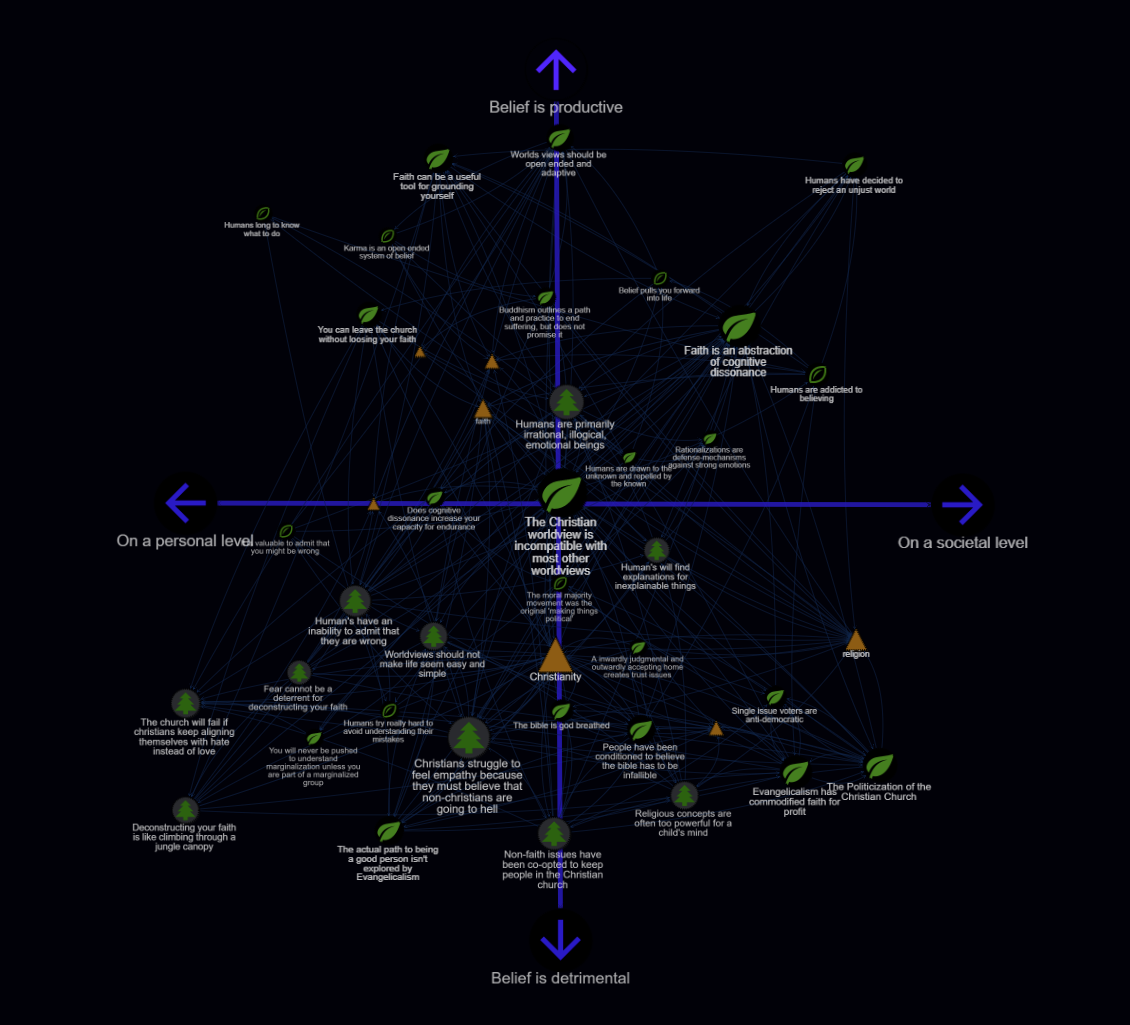 Belief is productive
Worlds views should be
open ended and
adaptive
Faith can be a useful
tool for grounding
yourself
Humans have decided to
reject an unjust world
Humans long to know
what to do
Karma is an open ended
system of belief
Belief pulls you forward
into life
Buddhism outlines a path
and practice to end
suffering, but does not
promise it
You can leave the church
without loosing your faith
Faith is an abstraction
of cognitive
dissonance
Humans are addicted to
believing
faith
Humans are primarily
irrational, illogical,
emotional beings
Rationalizations are
defense-mechanisms
against strong emotions
Humans are drawn to the
unknown and repelled by
the known
Does cognitive
dissonance increase your
capacity for endurance
The Christian
worldview is
incompatible with
most other
worldviews
On a personal level
valuable to admit that
you might be wrong
On a societal level
Human's will find
explanations for
inexplainable things
The moral majority
movement was the
original 'making things
political'
Human's have an
inability to admit that
they are wrong
Worldviews should not
make life seem easy and
simple
Christianity
A inwardly judgmental and
outwardly accepting home
creates trust issues
religion
Fear cannot be a
deterrent for
deconstructing your faith
The church will fail if
christians keep aligning
themselves with hate
instead of love
Humans try really hard to
avoid understanding their
mistakes
The bible is god breathed
Single issue voters are
anti-democratic
You will never be pushed
to understand
marginalization unless you
are part of a marginalized
group
Christians struggle to
feel empathy because
they must believe that
non-christians are
going to hell
People have been
conditioned to believe
the bible has to be
infallible
Evangelicalism has
commodified faith for
profit
The Politicization of the
Christian Church
Religious concepts are
often too powerful for a
child's mind
Deconstructing your faith
is like climbing through a
jungle canopy
The actual path to being
a good person isn't
explored by
Evangelicalism
Non-faith issues have
been co-opted to keep
people in the Christian
church
Belief is detrimental